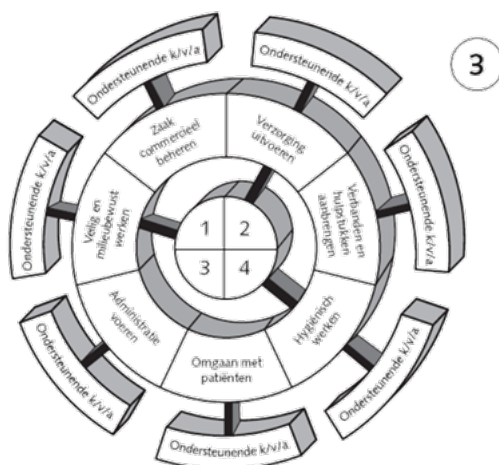 3
Ondersteunende k/v/a
Ondersteunende k/v/a
Ondersteunende k/v/a
Ondersteunende k/v/a
Ondersteunende k/v/a
Ondersteunende k/v/a
Ondersteunende k/v/a
Zaak
commercieel
beheren
Verzorging
uitvoeren
Verbanden en
hulpstukken
aanbrengen
Hygiënisch
werken
Omgaan met
patiënten
Administratie
voeren
Veilig en
milieubewust
werken
1 2
3 4